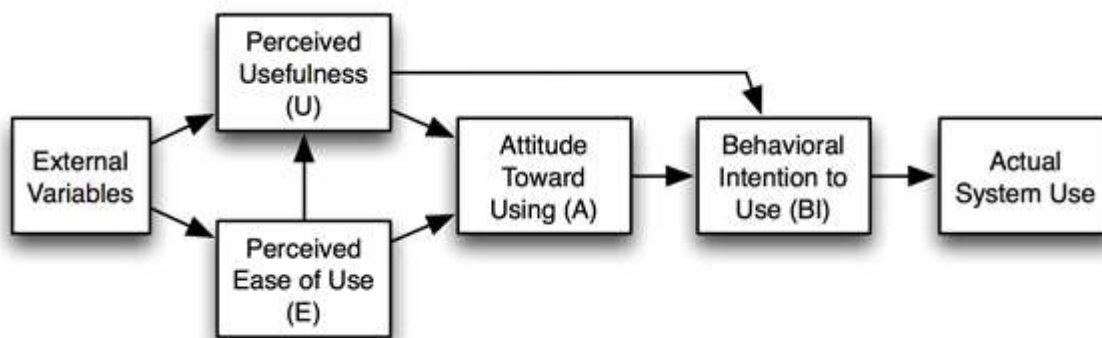 External
Variables
Perceived
Usefulness
(U)
Perceived
Ease of Use
(E)
Attitude
Toward
Using (A)
Behavioral
Intention to
Use (BI)
Actual
System Use